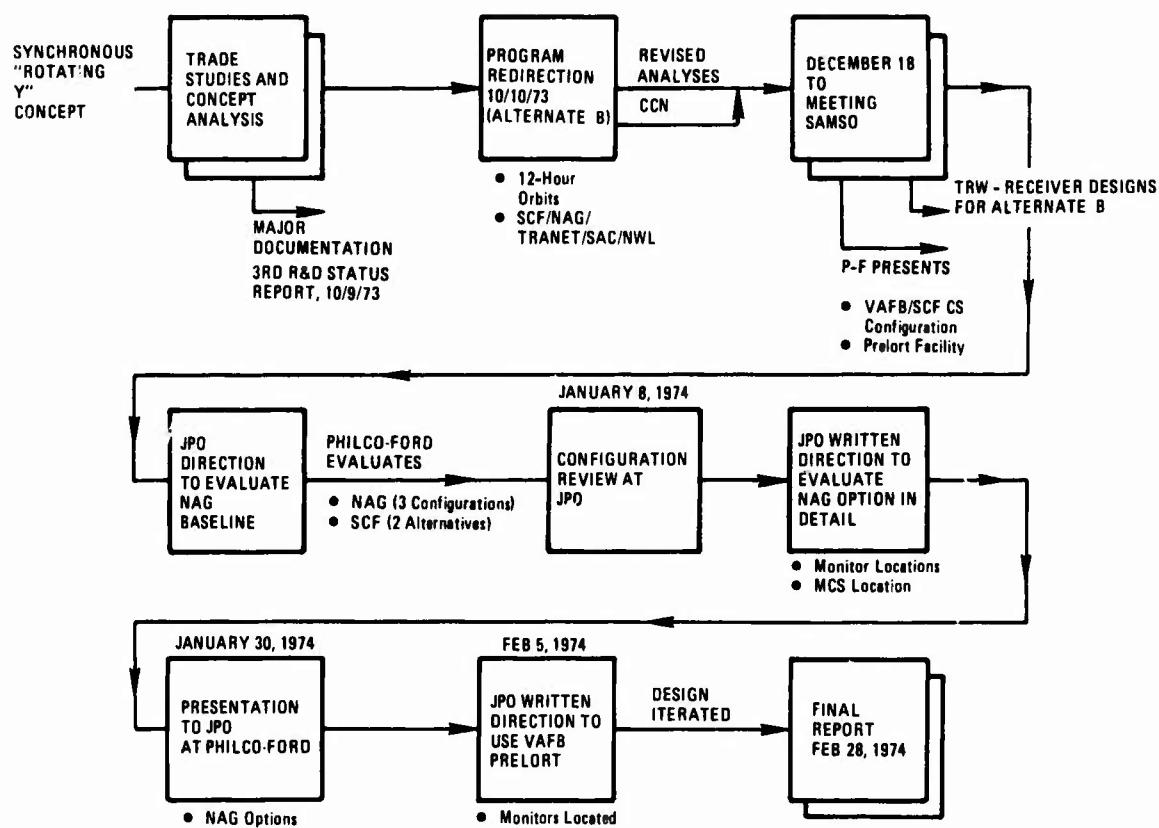 SYNCHRONOUS
"ROTATING
Y"
CONCEPT
TRADE
STUDIES AND
CONCEPT
ANALYSIS
MAJOR
DOCUMENTATION
3RD R&D STATUS
REPORT, 10/9/73
PROGRAM
REDIRECTION
10/10/73
(ALTERNATE B)
● 12-Hour
Orbits
● SCF/NAG/
TRANET/SAC/NWL
REVISED
ANALYSES
CCN
DECEMBER 18
TO
MEETING
SAMSO
TRW - RECEIVER DESIGNS
FOR ALTERNATE B
P-F PRESENTS
● VAFB/SCF CS
Configuration
● Prelort Facility
JPO
DIRECTION
TO EVALUATE
NAG
BASELINE
PHILCO-FORD
EVALUATES
● NAG (3 Configurations)
● SCF (2 Alternatives)
JANUARY 8, 1974
CONFIGURATION
REVIEW AT
JPO
JPO WRITTEN
DIRECTION TO
EVALUATE
NAG OPTION IN
DETAIL
● Monitor Locations
● MCS Location
JANUARY 30, 1974
PRESENTATION
TO JPO
AT PHILCO-FORD
● NAG Options
FEB 5, 1974
JPO WRITTEN
DIRECTION TO
USE VAFB
PRELORT
● Monitors Located
DESIGN
ITERATED
FINAL
REPORT
FEB 28, 1974